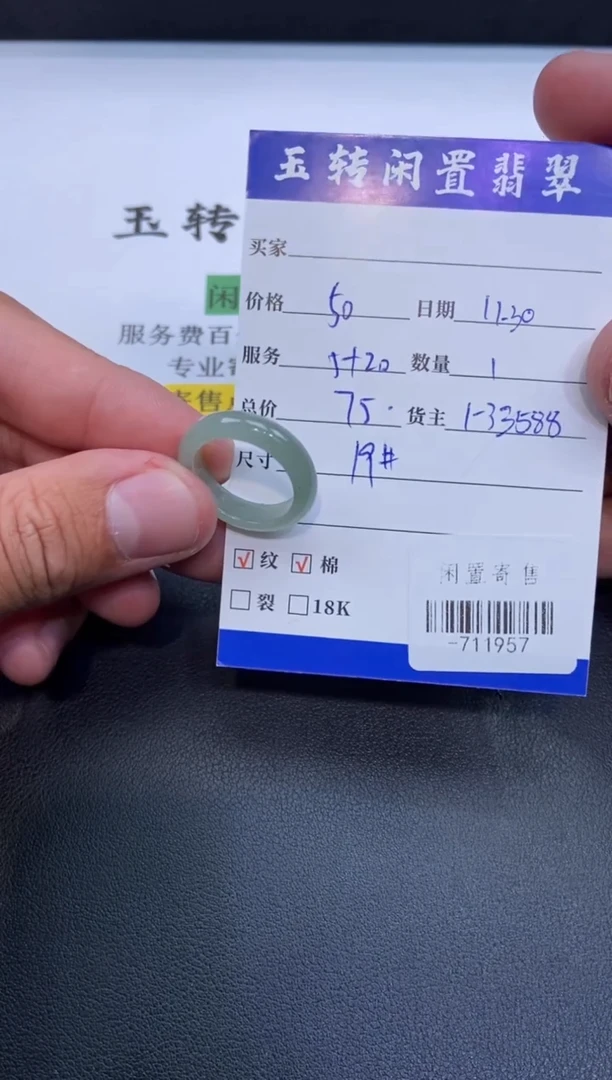 玉转闲置翡翠
玉转
买家
闲
价格 50 日期 11.30
服务费百
服务 5+20 数量 1
专业寄
寄售
总价 75. 货主 1-33588
尺寸 19#
☑ 纹 ☑ 棉
☐ 裂 ☐ 18K
闲置寄售
-711957